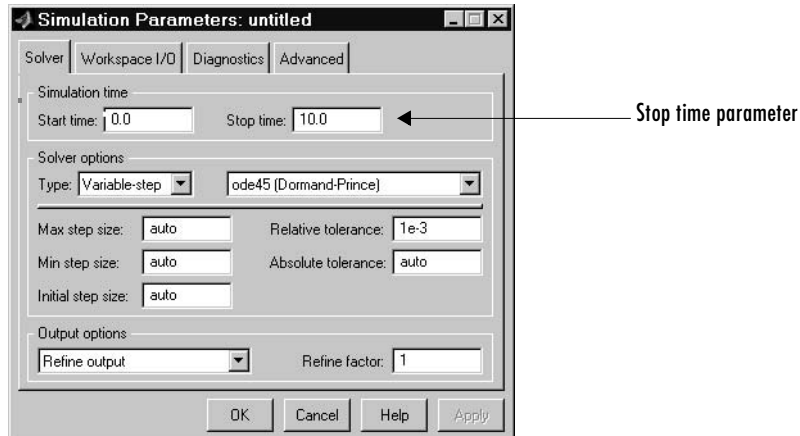 Simulation Parameters: untitled
Solver Workspace I/O Diagnostics Advanced
Simulation time
Start time: 0.0 Stop time: 10.0
Stop time parameter
Solver options
Type: Variable-step ode45 (Dormand-Prince)
Max step size: auto Relative tolerance: 1e-3
Min step size: auto Absolute tolerance: auto
Initial step size: auto
Output options
Refine output Refine factor: 1
OK Cancel Help Apply